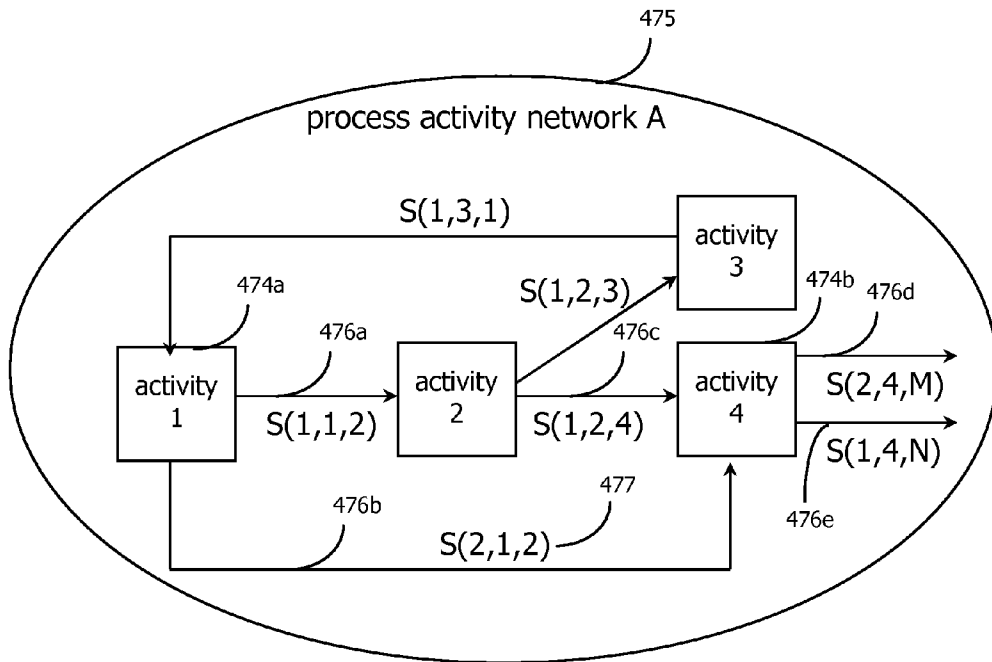 475
process activity network A
S(1,3,1)
activity
3
474a
S(1,2,3)
474b
476d
476a
476c
activity
1
activity
2
activity
4
S(1,1,2)
S(1,2,4)
S(2,4,M)
S(1,4,N)
476b
477
S(2,1,2)
476e